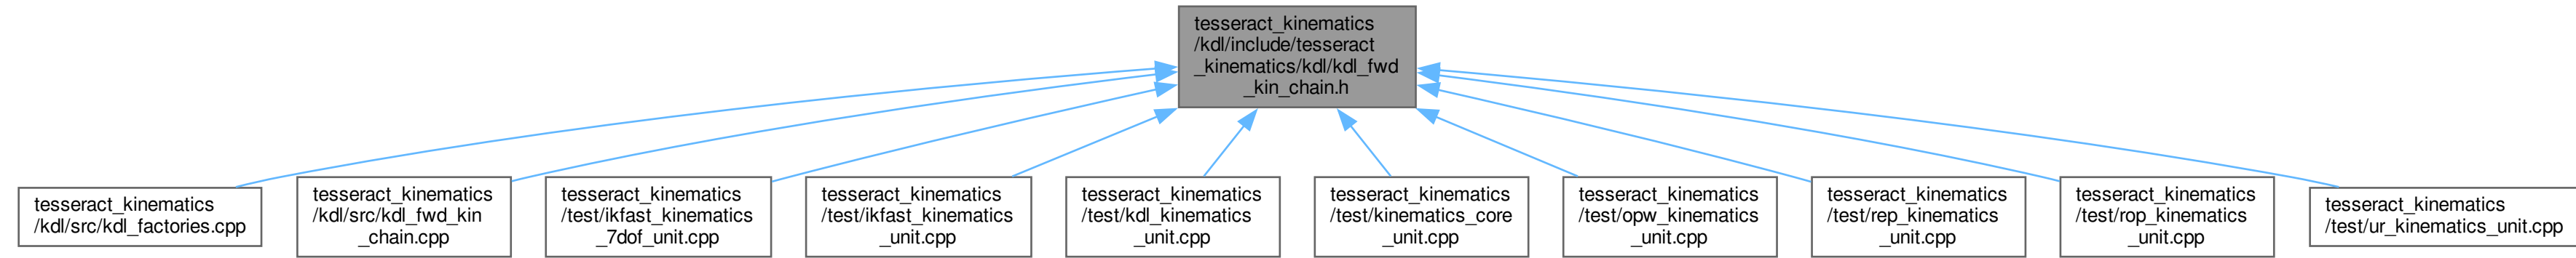 tesseract_kinematics
/kdl/include/tesseract
_kinematics/kdl/kdl_fwd
_kin_chain.h
tesseract_kinematics
/kdl/src/kdl_factories.cpp
tesseract_kinematics
/kdl/src/kdl_fwd_kin
_chain.cpp
tesseract_kinematics
/test/ikfast_kinematics
_7dof_unit.cpp
tesseract_kinematics
/test/ikfast_kinematics
_unit.cpp
tesseract_kinematics
/test/kdl_kinematics
_unit.cpp
tesseract_kinematics
/test/kinematics_core
_unit.cpp
tesseract_kinematics
/test/opw_kinematics
_unit.cpp
tesseract_kinematics
/test/rep_kinematics
_unit.cpp
tesseract_kinematics
/test/rop_kinematics
_unit.cpp
tesseract_kinematics
/test/ur_kinematics_unit.cpp